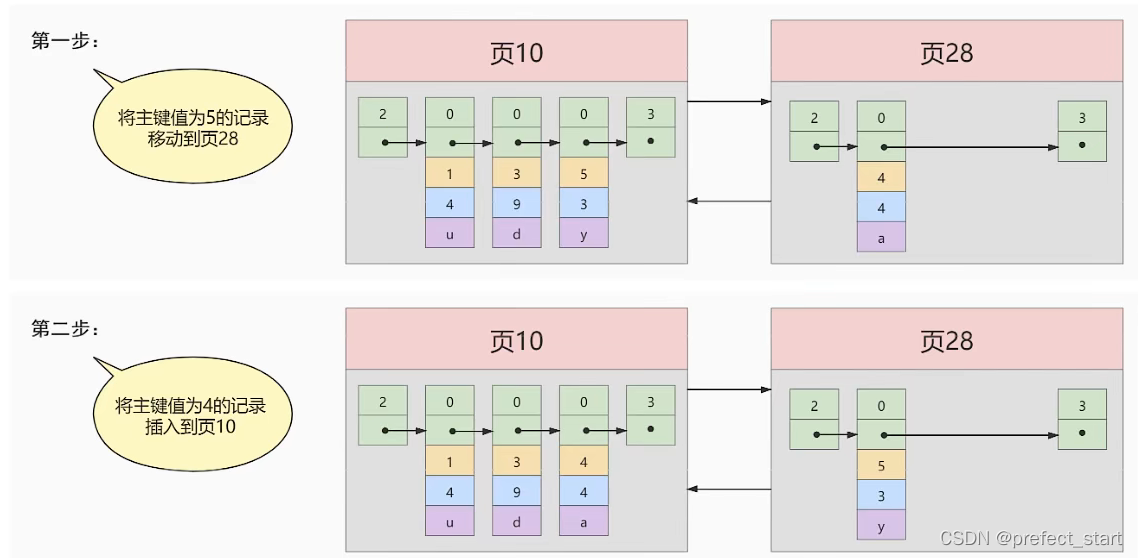 第一步：
将主键值为5的记录
移动到页28
页10
2 0 0 0 3
1 3 5
4 9 3
u d y
页28
2 0 3
4
4
a
第二步：
将主键值为4的记录
插入到页10
页10
2 0 0 0 3
1 3 4
4 9 4
u d a
页28
2 0 3
5
3
y
CSDN @prefect_start